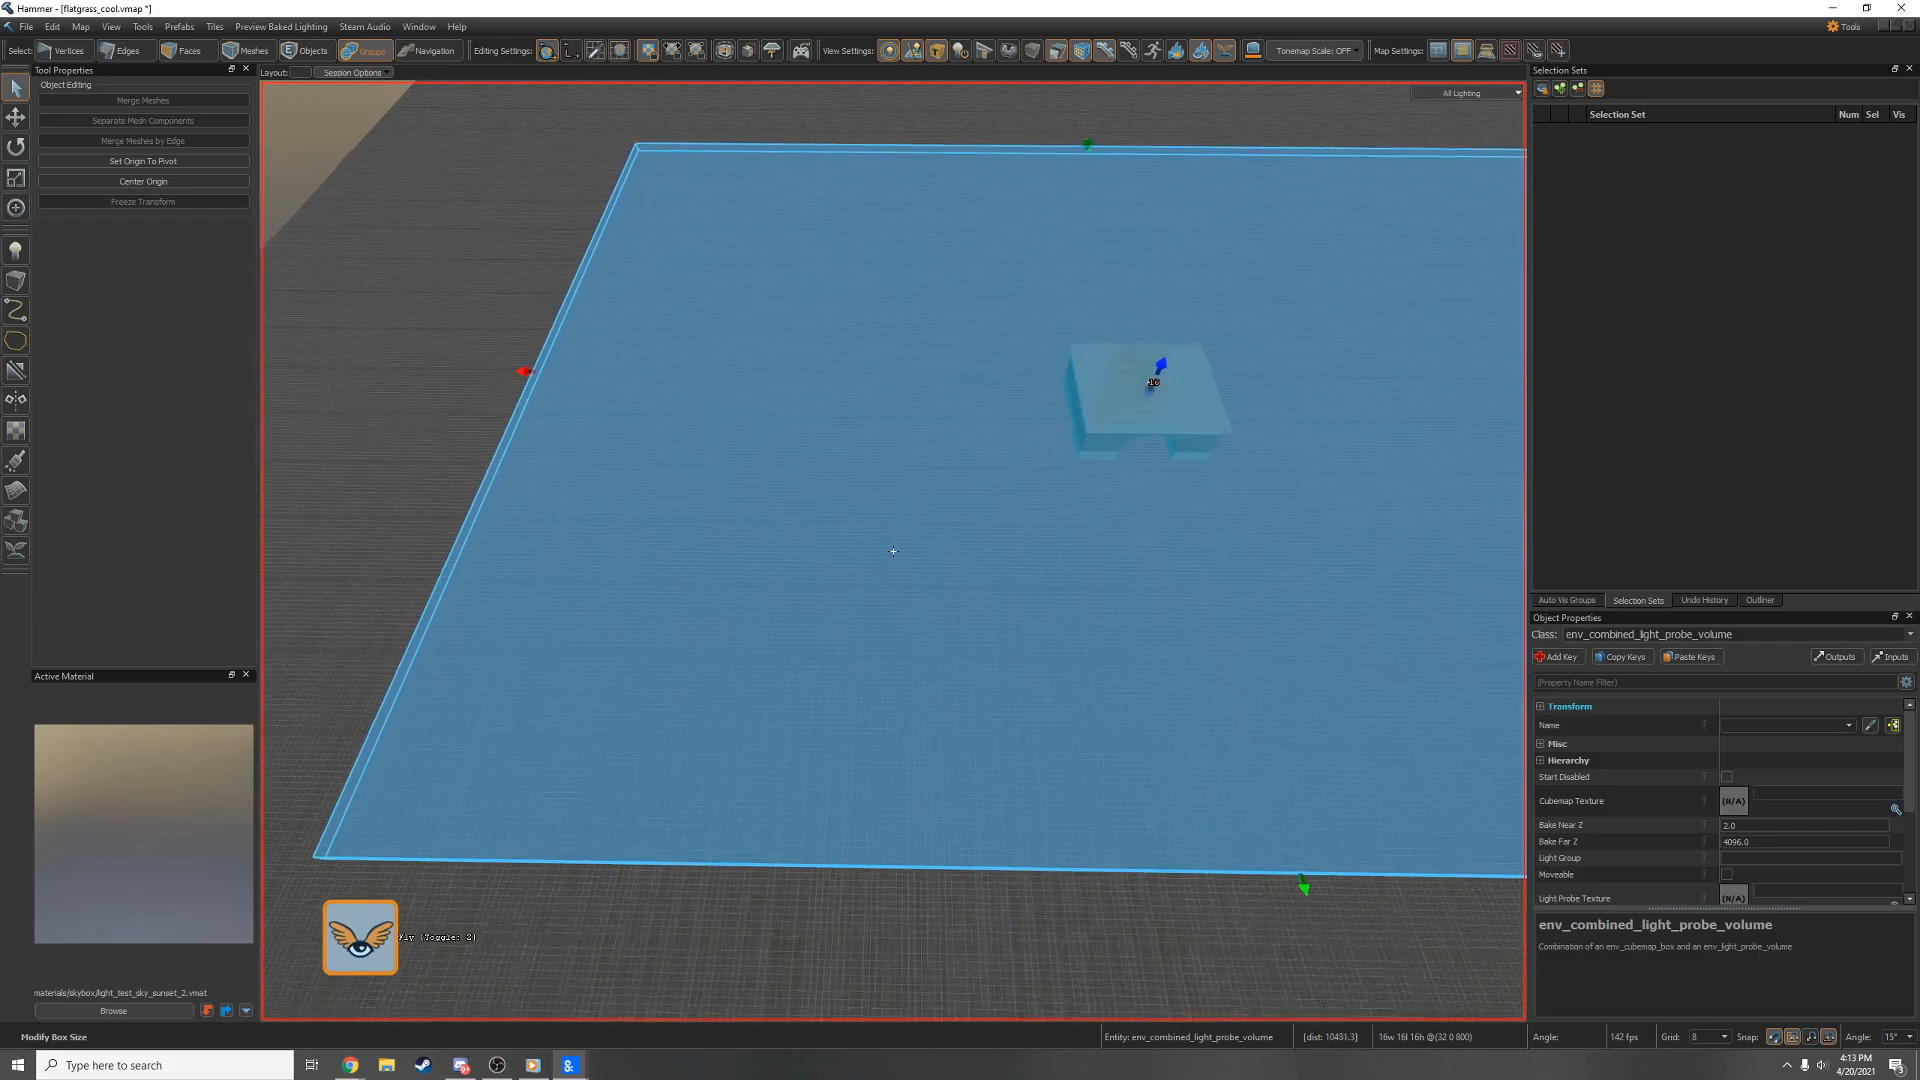 Hammer - [flatgrass_cool.vmap *]
File Edit Map View Tools Prefabs Tiles Preview Baked Lighting Steam Audio Window Help
Tools
Select: Vertices Edges Faces Meshes Objects Groups Navigation Editing Settings: View Settings: Tonemap Scale: OFF Map Settings:
Tool Properties
Layout: Session Options
Selection Sets
Object Editing
Merge Meshes
Separate Mesh Components
Merge Meshes by Edge
Set Origin To Pivot
Center Origin
Freeze Transform
All Lighting
Selection Set Num Sel Vis
16
Auto Vis Groups Selection Sets Undo History Outliner
Object Properties
Class: env_combined_light_probe_volume
Add Key Copy Keys Paste Keys Outputs Inputs
(Property Name Filter)
Transform
Name
Misc
Hierarchy
Start Disabled
Cubemap Texture (N/A)
Bake Near Z 2.0
Bake Far Z 4096.0
Light Group
Moveable
Light Probe Texture (N/A)
env_combined_light_probe_volume
Combination of an env_cubemap_box and an env_light_probe_volume
Active Material
materials/skybox/light_test_sky_sunset_2.vmat
Browse
Fly (Toggle: Z)
Modify Box Size
Entity: env_combined_light_probe_volume [dist: 10431.3] 16w 16l 16h @(32 0 800) Angle: 142 fps Grid: 8 Snap: Angle: 15°
Type here to search
4:13 PM
4/20/2021
3